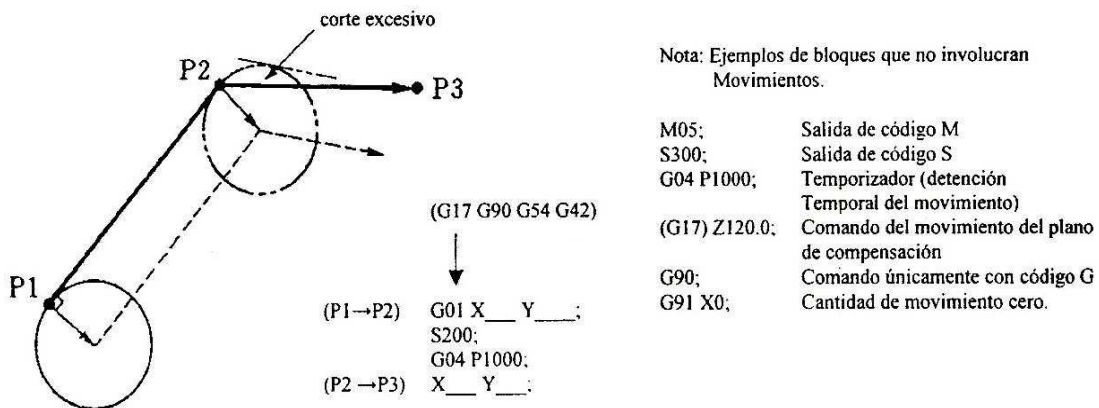 corte excesivo
P2
P3
P1
(G17 G90 G54 G42)
(P1→P2) G01 X___ Y____;
S200;
G04 P1000;
(P2 →P3) X___ Y___;
Nota: Ejemplos de bloques que no involucran
Movimientos.
M05; Salida de código M
S300; Salida de código S
G04 P1000; Temporizador (detención
Temporal del movimiento)
(G17) Z120.0; Comando del movimiento del plano
de compensación
G90; Comando únicamente con código G
G91 X0; Cantidad de movimiento cero.